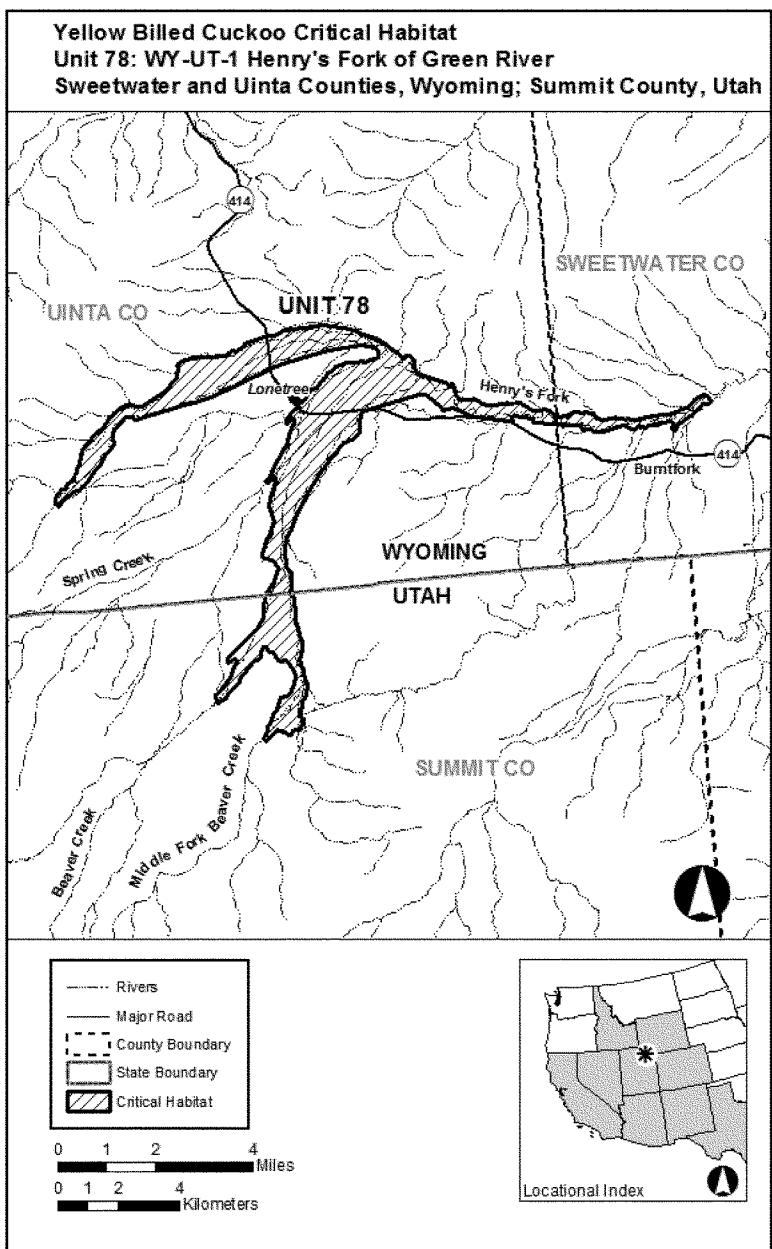 Yellow Billed Cuckoo Critical Habitat
Unit 78: WY-UT-1 Henry's Fork of Green River
Sweetwater and Uinta Counties, Wyoming; Summit County, Utah
414
SWEETWATER CO
UINTA CO
UNIT 78
Lonetree
Henry's Fork
414
Burntfork
WYOMING
Spring Creek
UTAH
SUMMIT CO
Beaver Creek
Middle Fork Beaver Creek
Rivers
Major Road
County Boundary
State Boundary
Critical Habitat
0 1 2 4
Miles
0 1 2 4
Kilometers
Locational Index